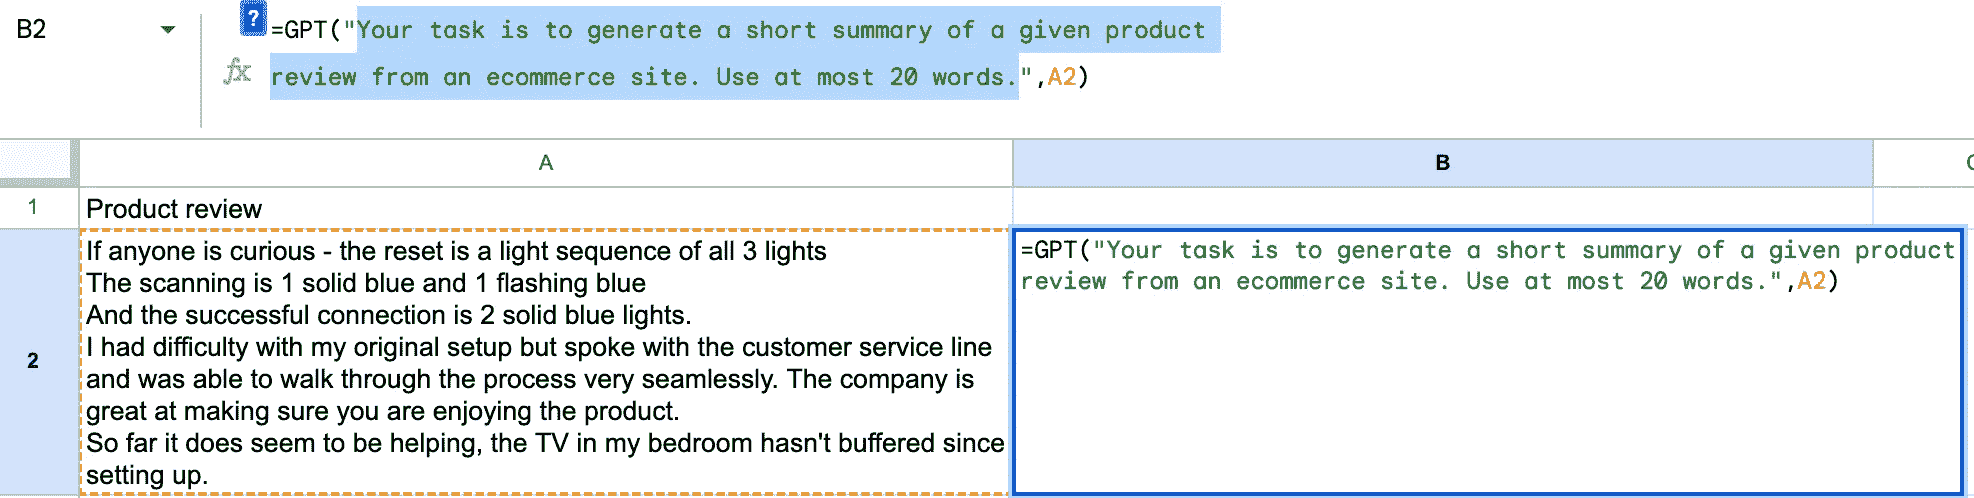 B2
? =GPT("Your task is to generate a short summary of a given product
fx review from an ecommerce site. Use at most 20 words.",A2)
A B
1 Product review
If anyone is curious - the reset is a light sequence of all 3 lights
The scanning is 1 solid blue and 1 flashing blue
And the successful connection is 2 solid blue lights.
I had difficulty with my original setup but spoke with the customer service line
2 and was able to walk through the process very seamlessly. The company is
great at making sure you are enjoying the product.
So far it does seem to be helping, the TV in my bedroom hasn't buffered since
setting up.
=GPT("Your task is to generate a short summary of a given product
review from an ecommerce site. Use at most 20 words.",A2)